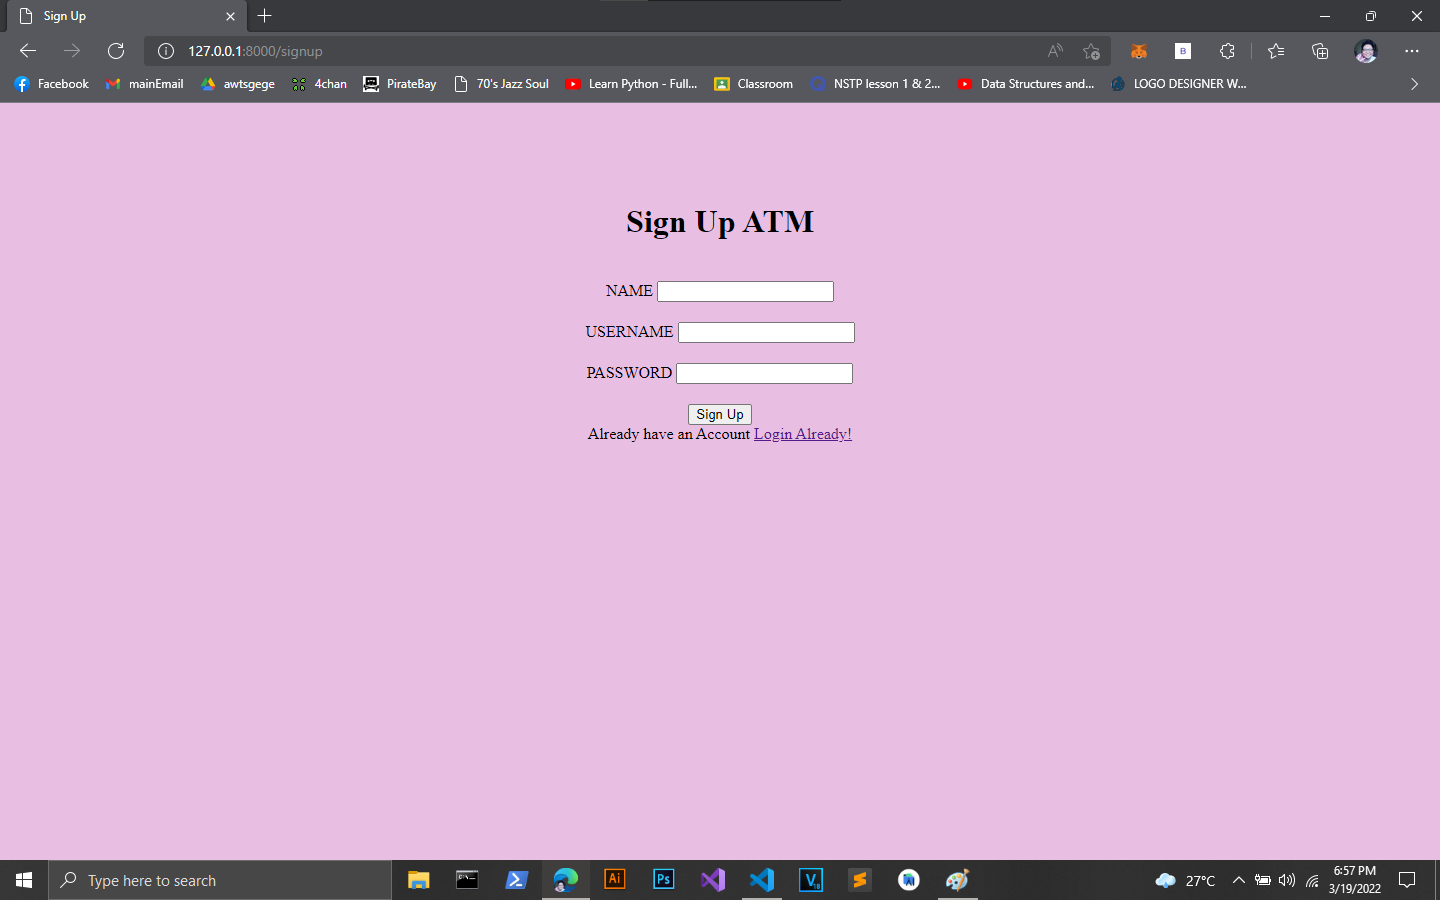 Sign Up
127.0.0.1:8000/signup
Facebook mainEmail awtsgege 4chan PirateBay 70's Jazz Soul Learn Python - Full... Classroom NSTP lesson 1 & 2... Data Structures and... LOGO DESIGNER W...
Sign Up ATM
NAME
USERNAME
PASSWORD
Sign Up
Already have an Account Login Already!
Type here to search
Ai
Ps
27°C
6:57 PM
3/19/2022